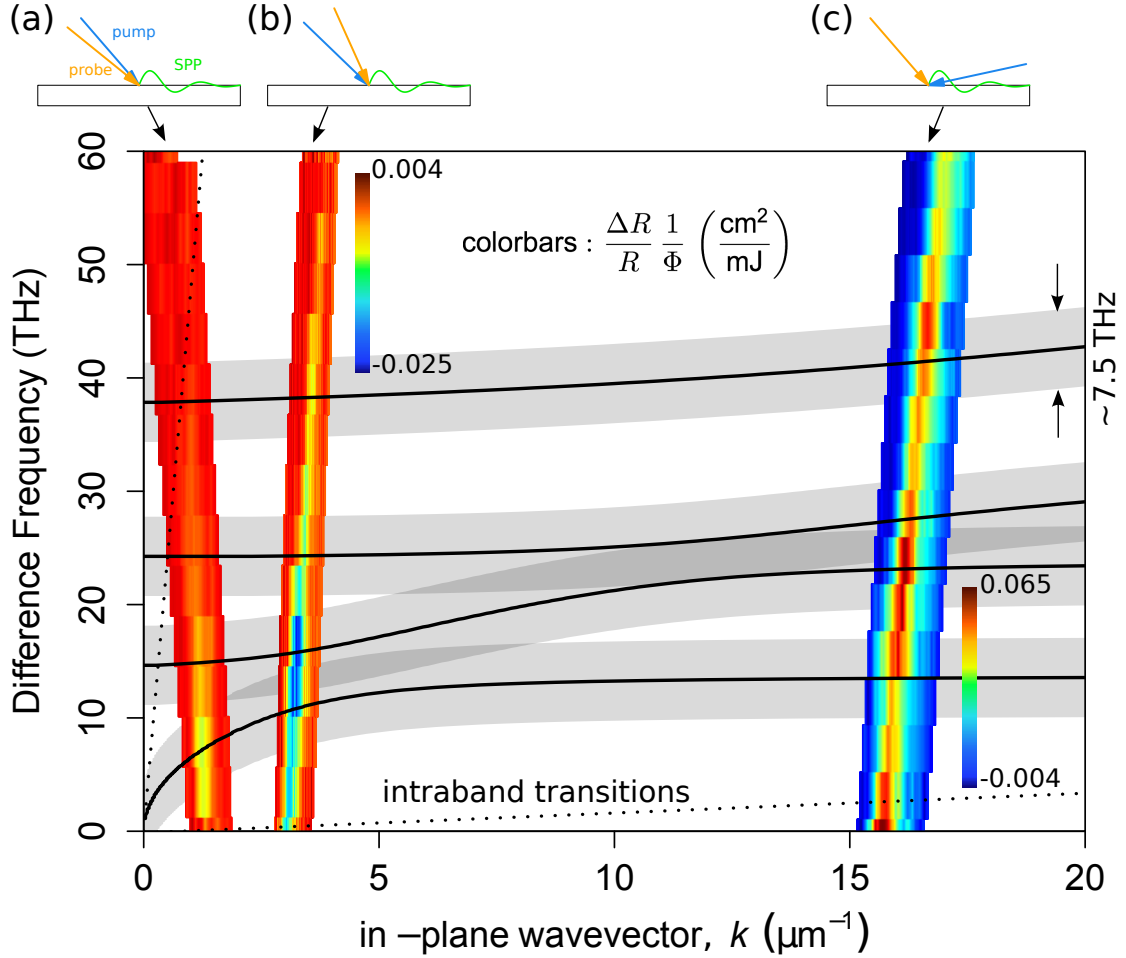 (a)
pump
probe
SPP
(b)
(c)
60
50
40
30
20
10
0
Difference Frequency (THz)
0.004
-0.025
colorbars : ΔR/R 1/Φ (cm²/mJ)
~7.5 THz
0.065
-0.004
intraband transitions
0
5
10
15
20
in –plane wavevector, k (μm⁻¹)